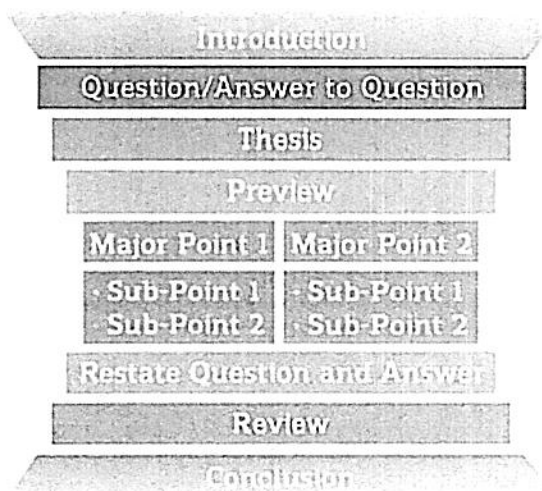 Introduction
Question/Answer to Question
Thesis
Preview
Major Point 1 Major Point 2
· Sub-Point 1 · Sub-Point 1
· Sub-Point 2 · Sub-Point 2
Restate Question and Answer
Review
Conclusion